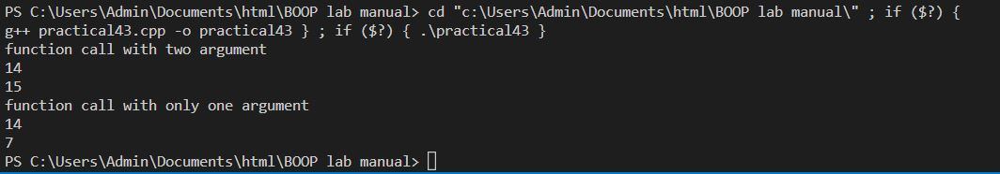 PS C:\Users\Admin\Documents\html\BOOP lab manual> cd "c:\Users\Admin\Documents\html\BOOP lab manual\" ; if ($?) {
g++ practical43.cpp -o practical43 } ; if ($?) { .\practical43 }
function call with two argument
14
15
function call with only one argument
14
7
PS C:\Users\Admin\Documents\html\BOOP lab manual>